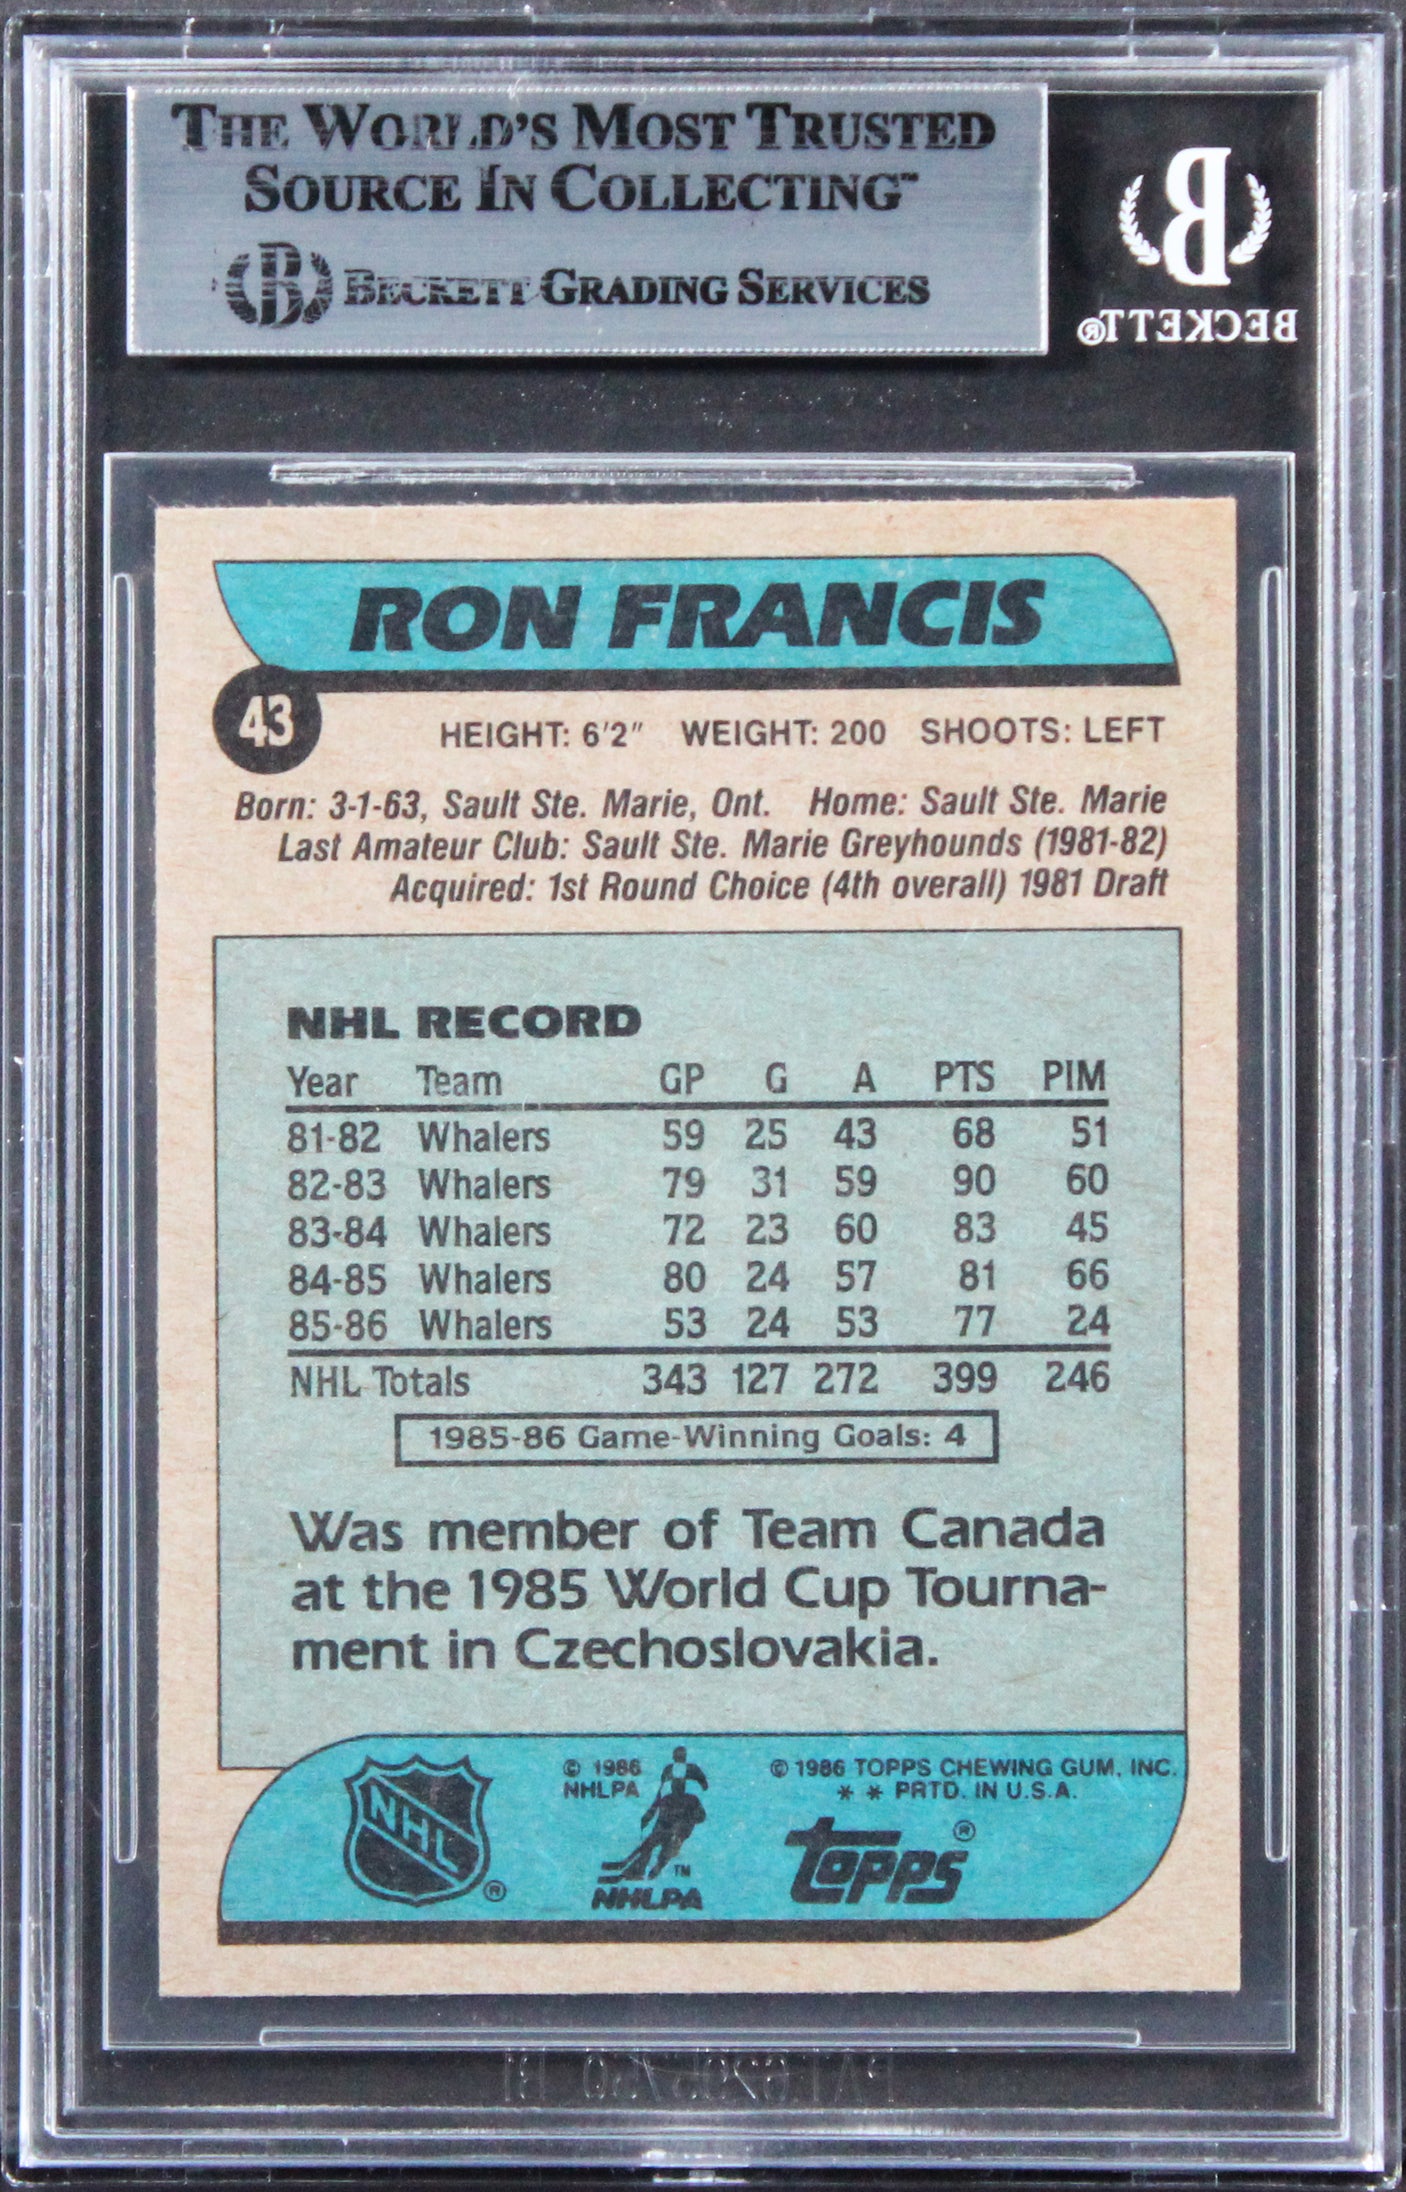 THE WORLD'S MOST TRUSTED
SOURCE IN COLLECTING™
B BECKETT GRADING SERVICES
B
BECKETT®
RON FRANCIS
43
HEIGHT: 6'2" WEIGHT: 200 SHOOTS: LEFT
Born: 3-1-63, Sault Ste. Marie, Ont. Home: Sault Ste. Marie
Last Amateur Club: Sault Ste. Marie Greyhounds (1981-82)
Acquired: 1st Round Choice (4th overall) 1981 Draft
NHL RECORD
Year Team GP G A PTS PIM
81-82 Whalers 59 25 43 68 51
82-83 Whalers 79 31 59 90 60
83-84 Whalers 72 23 60 83 45
84-85 Whalers 80 24 57 81 66
85-86 Whalers 53 24 53 77 24
NHL Totals 343 127 272 399 246
1985-86 Game-Winning Goals: 4
Was member of Team Canada
at the 1985 World Cup Tourna-
ment in Czechoslovakia.
NHL ®
© 1986
NHLPA
™
NHLPA
© 1986 TOPPS CHEWING GUM, INC.
* * PRTD. IN U.S.A.
topps ®